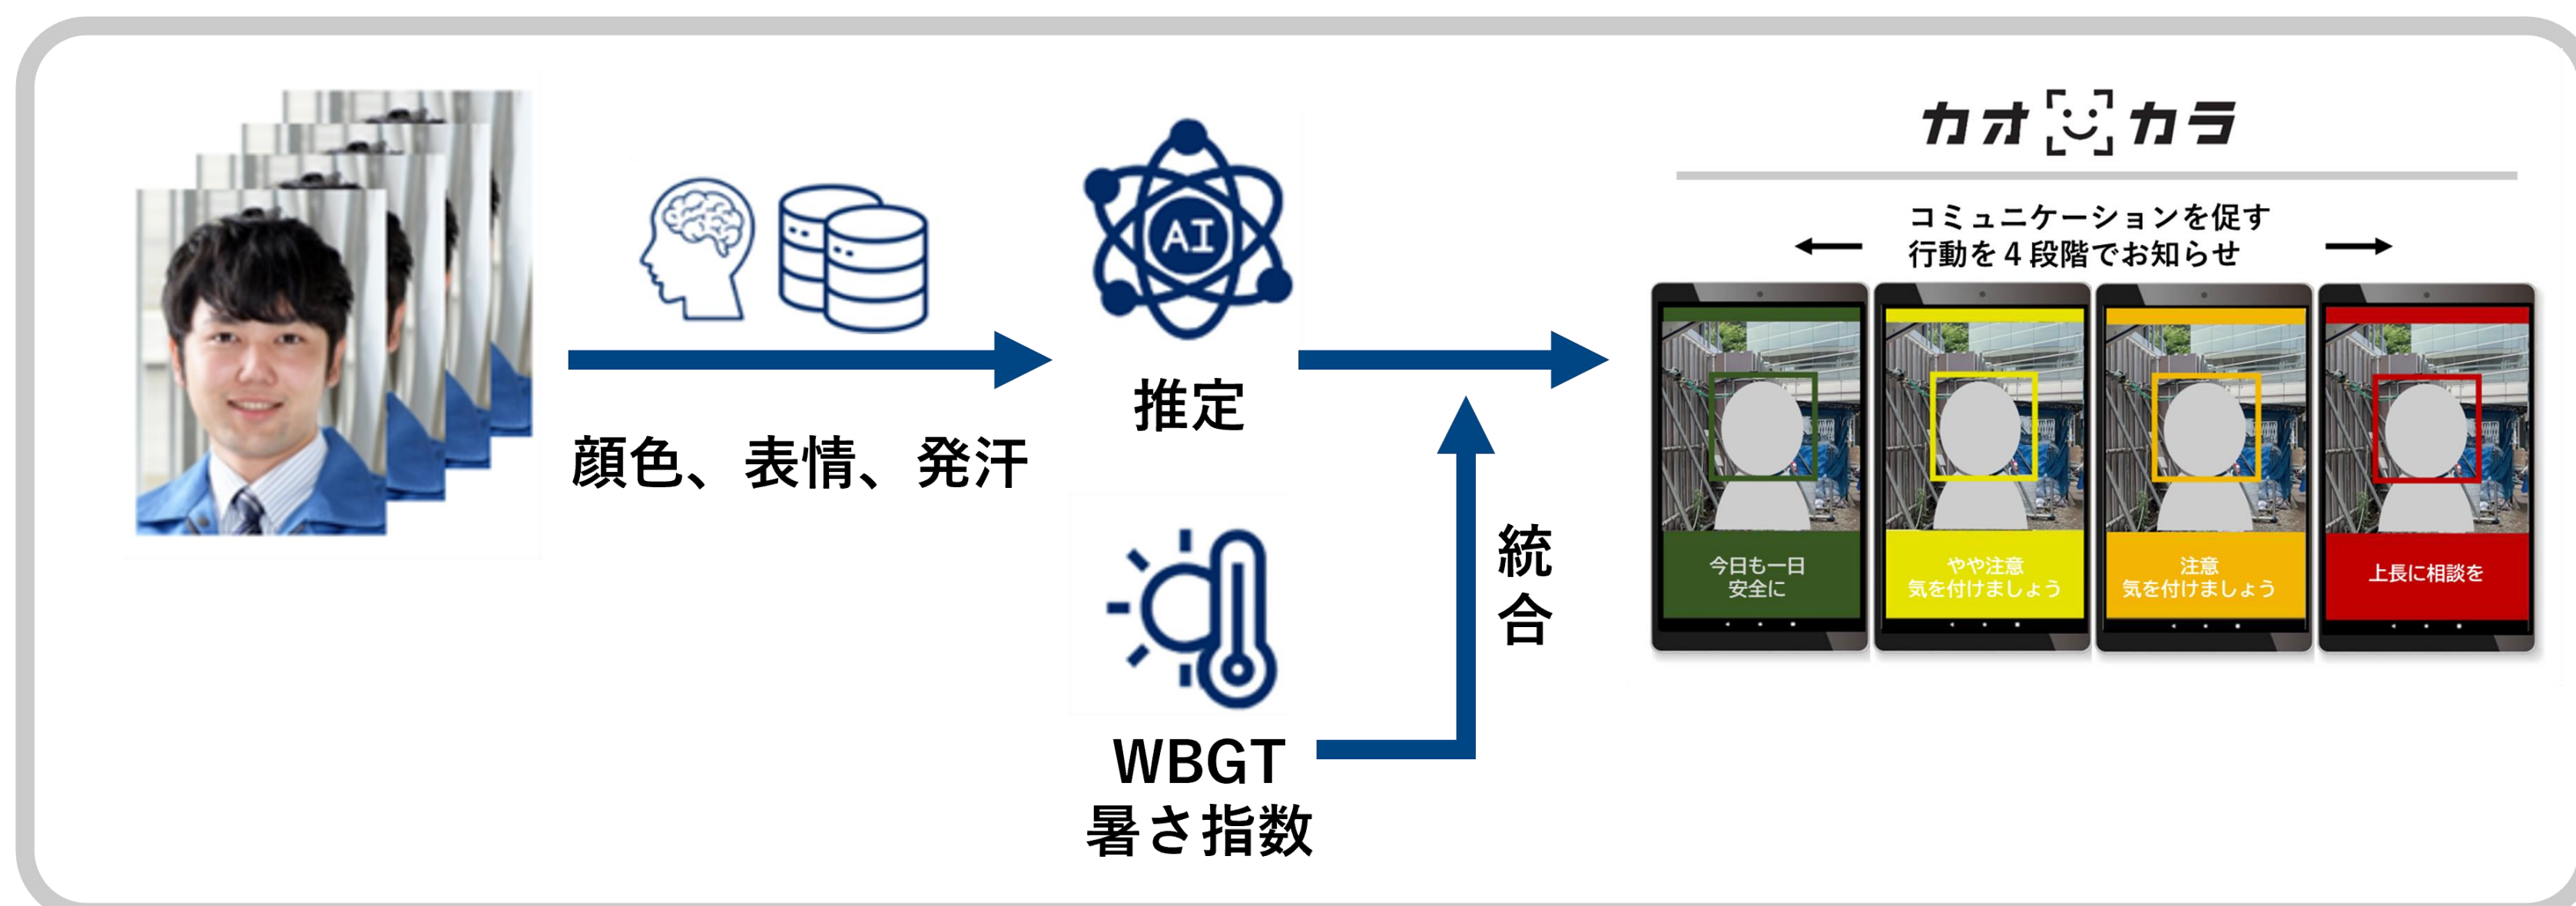 カオ カラ
コミュニケーションを促す
行動を４段階でお知らせ
AI
推定
顔色、表情、発汗
統
合
WBGT
暑さ指数
今日も一日
安全に
やや注意
気を付けましょう
注意
気を付けましょう
上長に相談を